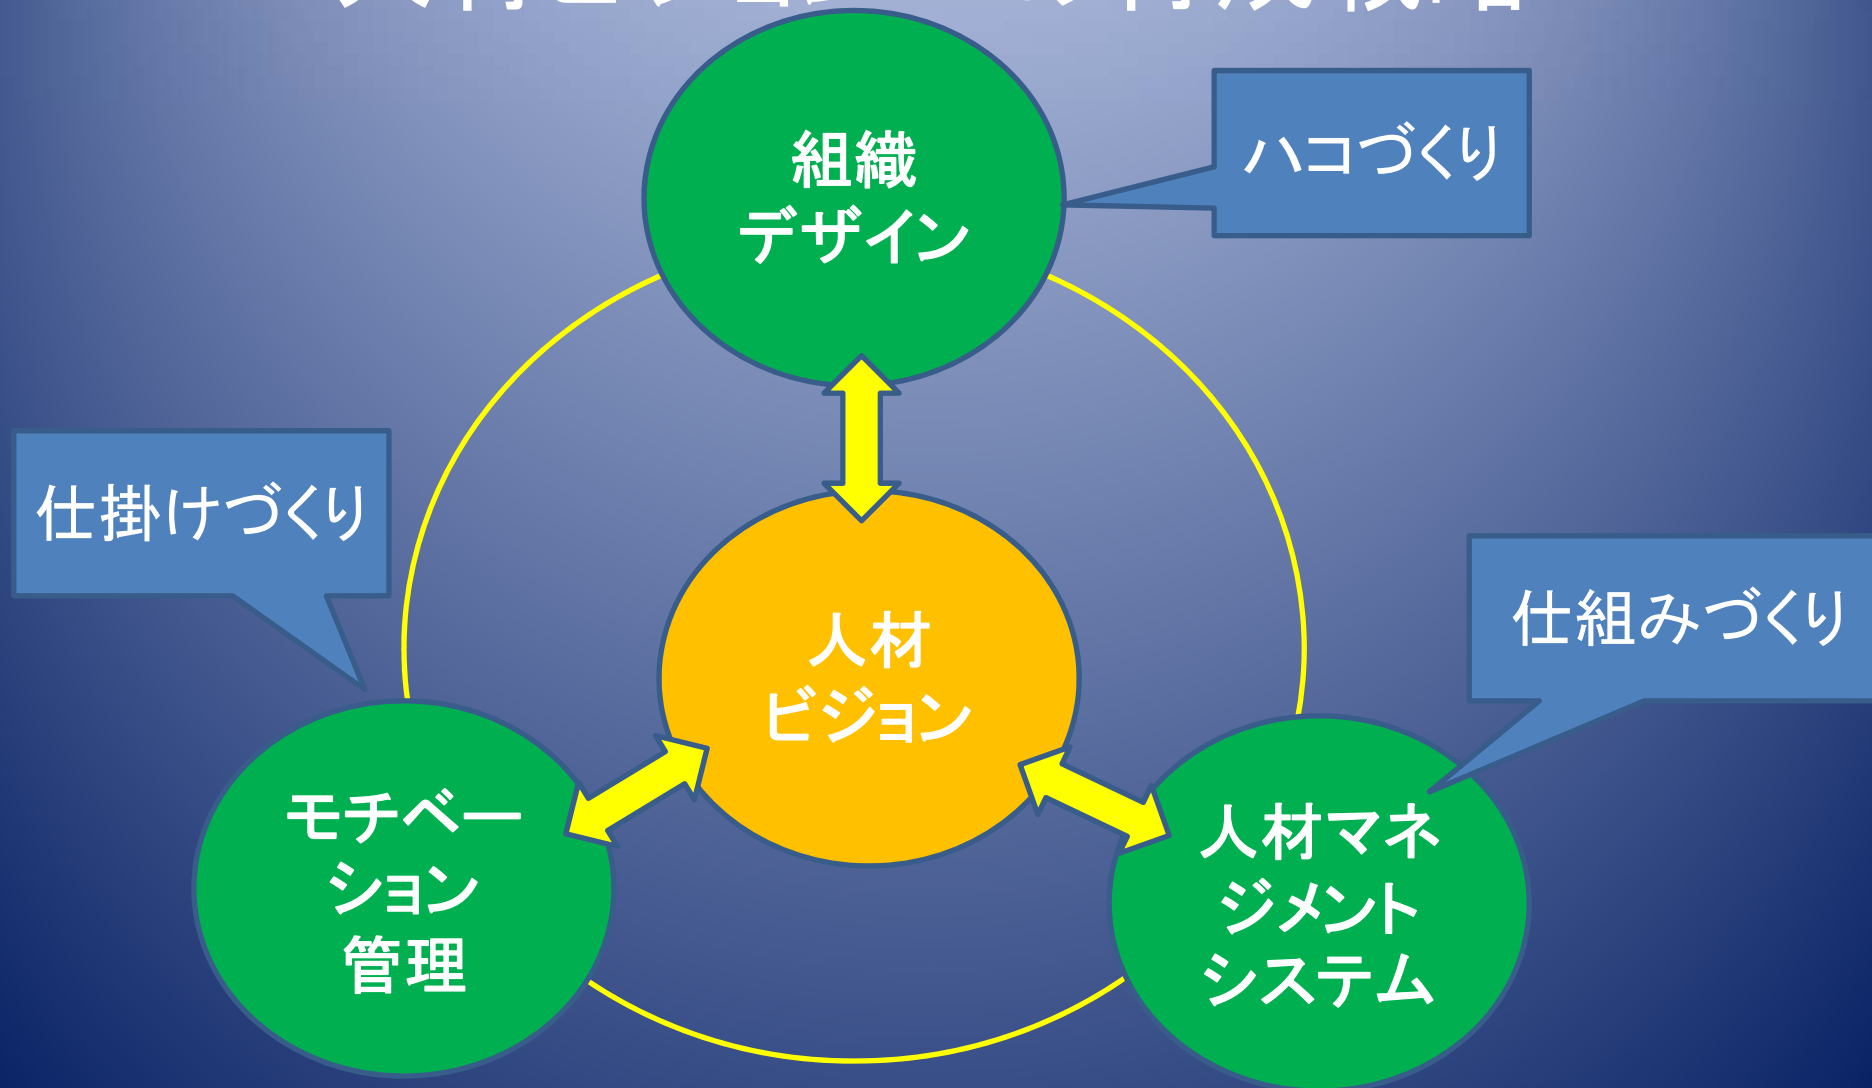 組織
デザイン
ハコづくり
仕掛けづくり
人材
ビジョン
仕組みづくり
モチベー
ション
管理
人材マネ
ジメント
システム